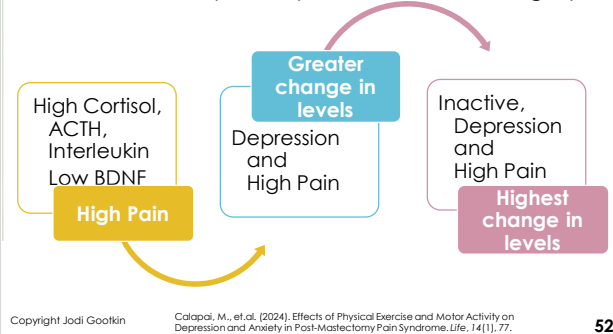 High Cortisol,
ACTH,
Interleukin
Low BDNF
High Pain
Greater
change in
levels
Depression
and
High Pain
Inactive,
Depression
and
High Pain
Highest
change in
levels
Copyright Jodi Gootkin
Calapai, M., et.al. (2024). Effects of Physical Exercise and Motor Activity on
Depression and Anxiety in Post-Mastectomy Pain Syndrome. Life, 14(1), 77.
52